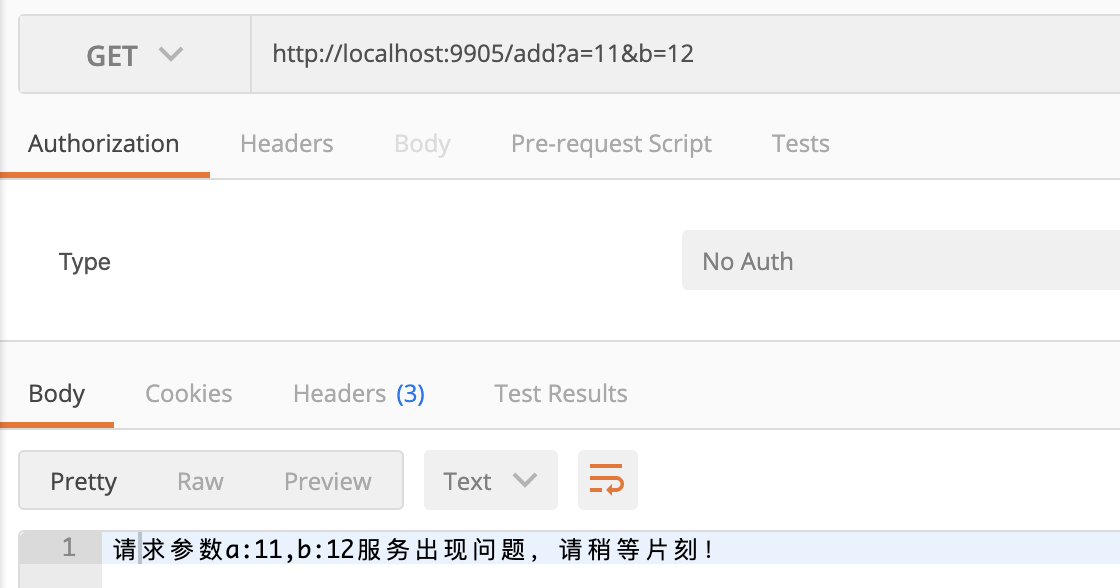 GET
http://localhost:9905/add?a=11&b=12
Authorization Headers Body Pre-request Script Tests
Type No Auth
Body Cookies Headers (3) Test Results
Pretty Raw Preview Text
1 请求参数a:11,b:12服务出现问题，请稍等片刻！